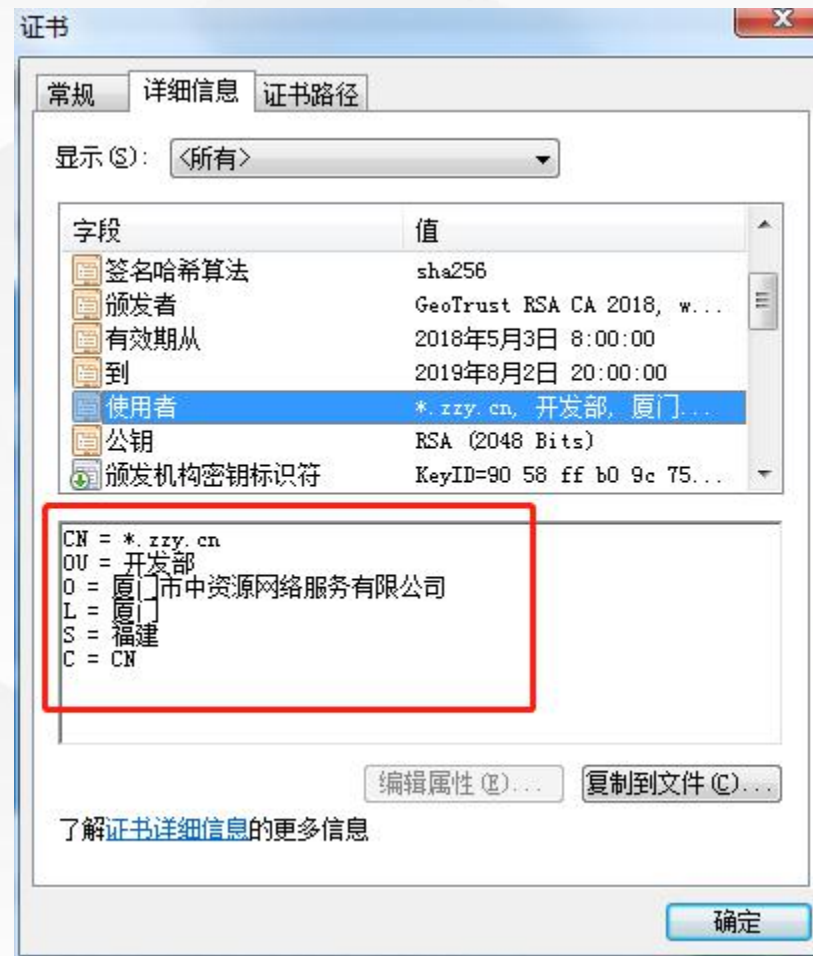 证书
常规 详细信息 证书路径
显示(S): <所有>
字段 值
签名哈希算法 sha256
颁发者 GeoTrust RSA CA 2018, w...
有效期从 2018年5月3日 8:00:00
到 2019年8月2日 20:00:00
使用者 *.zzy.cn, 开发部, 厦门...
公钥 RSA (2048 Bits)
颁发机构密钥标识符 KeyID=90 58 ff b0 9c 75...
CN = *.zzy.cn
OU = 开发部
O = 厦门市中资源网络服务有限公司
L = 厦门
S = 福建
C = CN
编辑属性(E)... 复制到文件(C)...
了解证书详细信息的更多信息
确定